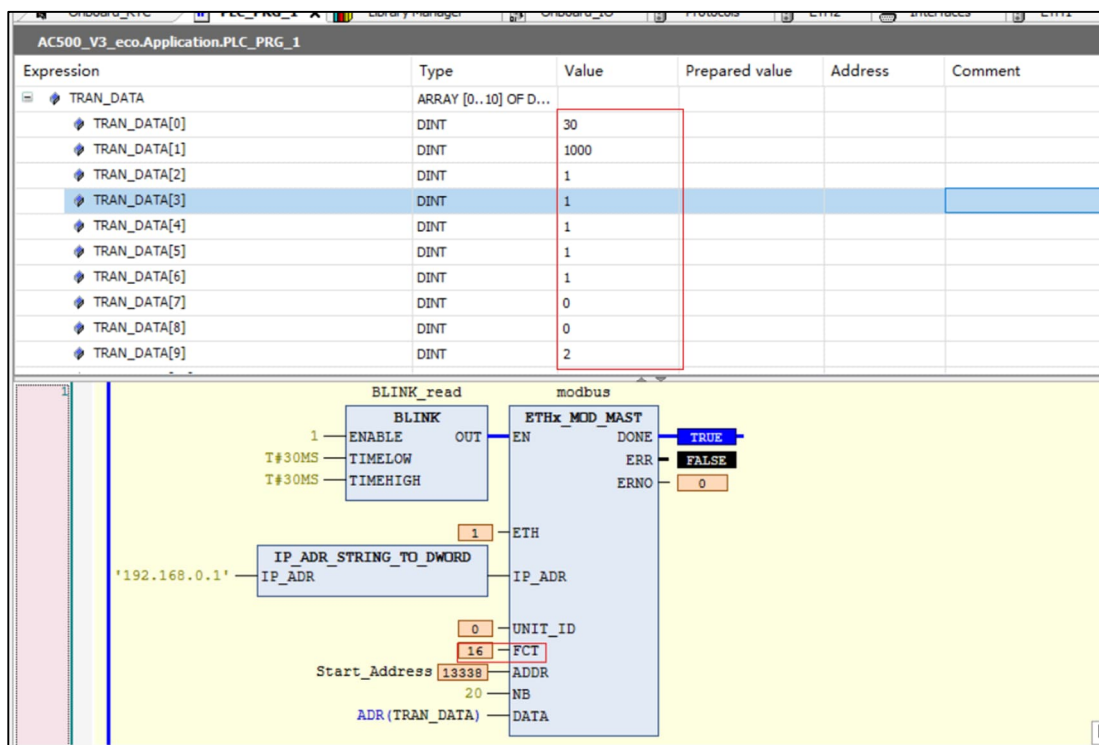 Onboard_RTC PLC_PRG_1 X Library Manager Onboard_IO Protocols ETH2 Interfaces ETH1
AC500_V3_eco.Application.PLC_PRG_1
Expression Type Value Prepared value Address Comment
TRAN_DATA ARRAY [0..10] OF D...
TRAN_DATA[0] DINT 30
TRAN_DATA[1] DINT 1000
TRAN_DATA[2] DINT 1
TRAN_DATA[3] DINT 1
TRAN_DATA[4] DINT 1
TRAN_DATA[5] DINT 1
TRAN_DATA[6] DINT 1
TRAN_DATA[7] DINT 0
TRAN_DATA[8] DINT 0
TRAN_DATA[9] DINT 2
1
BLINK_read modbus
BLINK ETHx_MOD_MAST
1 ENABLE OUT EN DONE TRUE
T#30MS TIMELOW ERR FALSE
T#30MS TIMEHIGH ERNO 0
1 ETH
IP_ADR_STRING_TO_DWORD
'192.168.0.1' IP_ADR IP_ADR
0 UNIT_ID
16 FCT
Start_Address 13338 ADDR
20 NB
ADR(TRAN_DATA) DATA